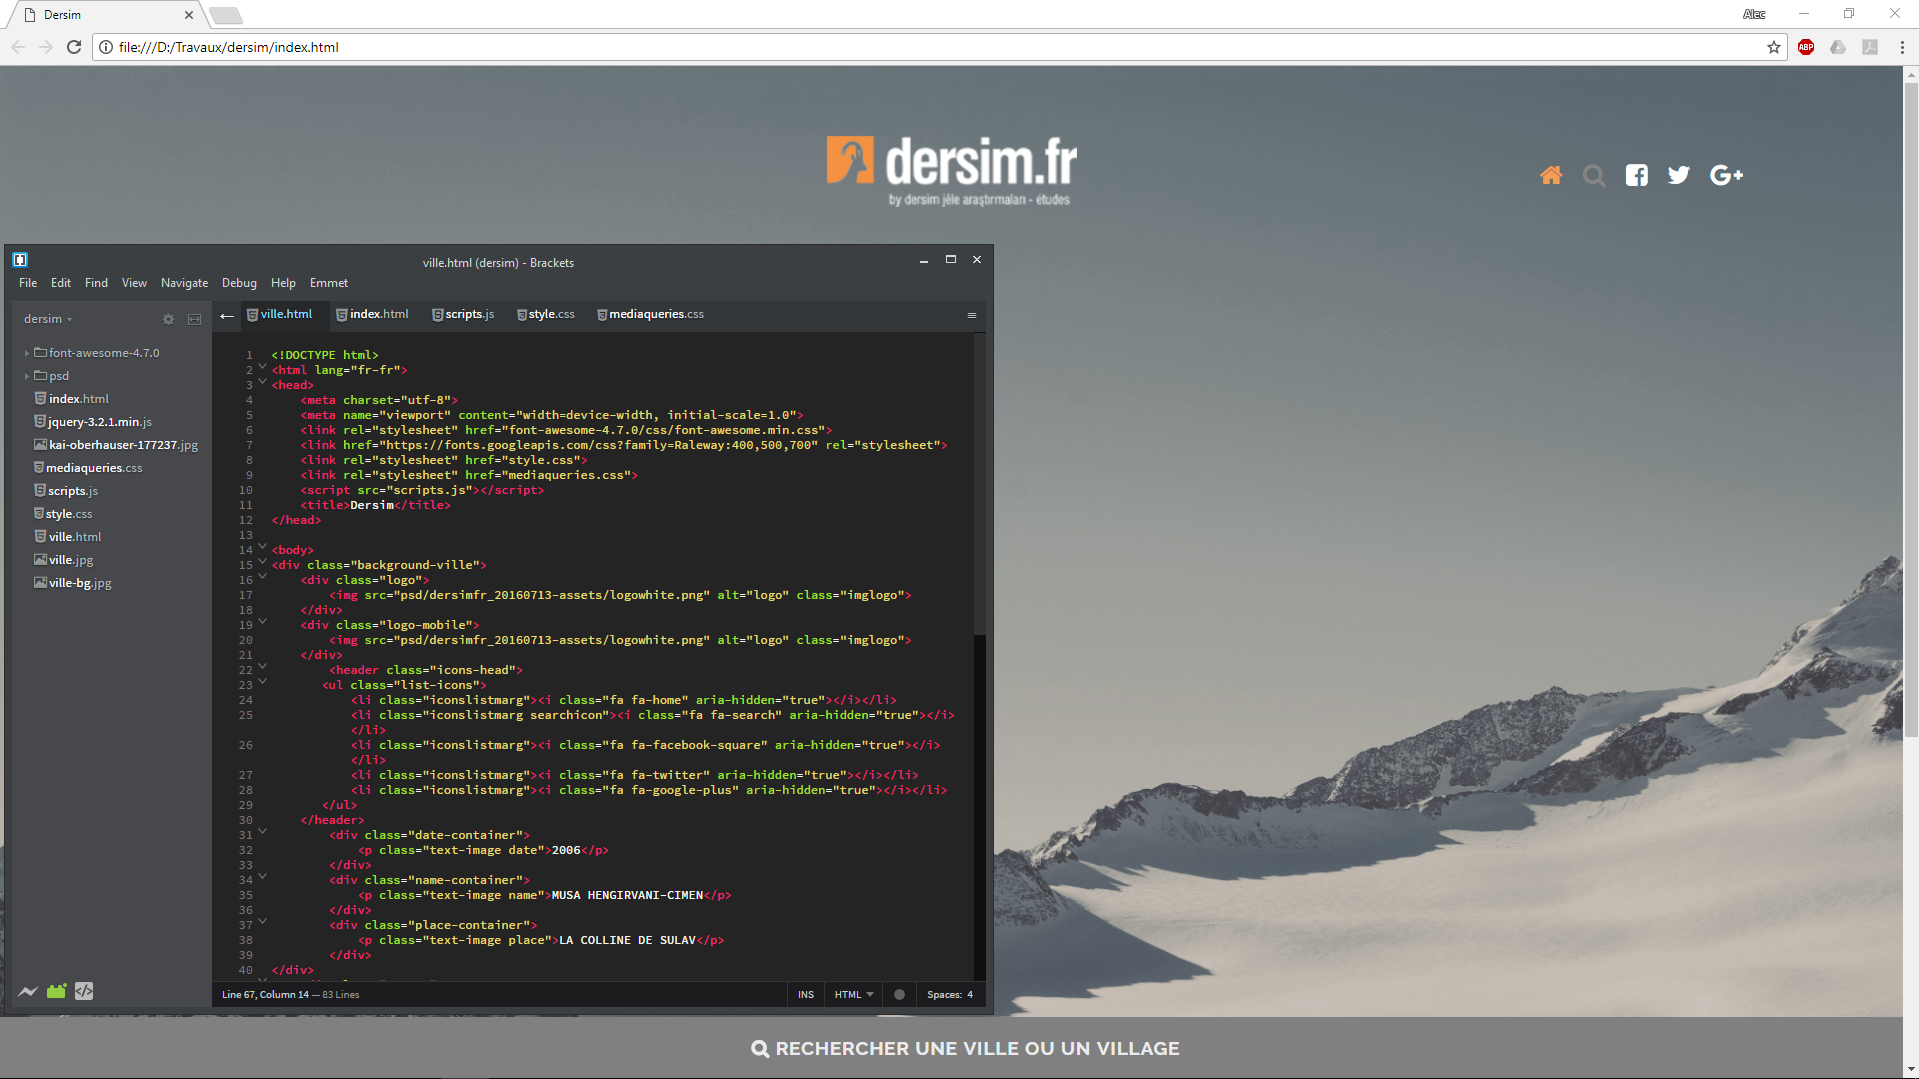 Dersim
Alec
file:///D:/Travaux/dersim/index.html
ABP
dersim.fr
by dersim jêle araştırmaları - études
G+
ville.html (dersim) - Brackets
File Edit Find View Navigate Debug Help Emmet
dersim
ville.html index.html scripts.js style.css mediaqueries.css
font-awesome-4.7.0
psd
index.html
jquery-3.2.1.min.js
kai-oberhauser-177237.jpg
mediaqueries.css
scripts.js
style.css
ville.html
ville.jpg
ville-bg.jpg
1 <!DOCTYPE html>
2 <html lang="fr-fr">
3 <head>
4 <meta charset="utf-8">
5 <meta name="viewport" content="width=device-width, initial-scale=1.0">
6 <link rel="stylesheet" href="font-awesome-4.7.0/css/font-awesome.min.css">
7 <link href="https://fonts.googleapis.com/css?family=Raleway:400,500,700" rel="stylesheet">
8 <link rel="stylesheet" href="style.css">
9 <link rel="stylesheet" href="mediaqueries.css">
10 <script src="scripts.js"></script>
11 <title>Dersim</title>
12 </head>
13
14 <body>
15 <div class="background-ville">
16 <div class="logo">
17 <img src="psd/dersimfr_20160713-assets/logowhite.png" alt="logo" class="imglogo">
18 </div>
19 <div class="logo-mobile">
20 <img src="psd/dersimfr_20160713-assets/logowhite.png" alt="logo" class="imglogo">
21 </div>
22 <header class="icons-head">
23 <ul class="list-icons">
24 <li class="iconslistmarg"><i class="fa fa-home" aria-hidden="true"></i></li>
25 <li class="iconslistmarg searchicon"><i class="fa fa-search" aria-hidden="true"></i>
</li>
26 <li class="iconslistmarg"><i class="fa fa-facebook-square" aria-hidden="true"></i>
</li>
27 <li class="iconslistmarg"><i class="fa fa-twitter" aria-hidden="true"></i></li>
28 <li class="iconslistmarg"><i class="fa fa-google-plus" aria-hidden="true"></i></li>
29 </ul>
30 </header>
31 <div class="date-container">
32 <p class="text-image date">2006</p>
33 </div>
34 <div class="name-container">
35 <p class="text-image name">MUSA HENGIRVANI-CIMEN</p>
36 </div>
37 <div class="place-container">
38 <p class="text-image place">LA COLLINE DE SULAV</p>
39 </div>
40 </div>
Line 67, Column 14 — 83 Lines
INS HTML Spaces: 4
RECHERCHER UNE VILLE OU UN VILLAGE